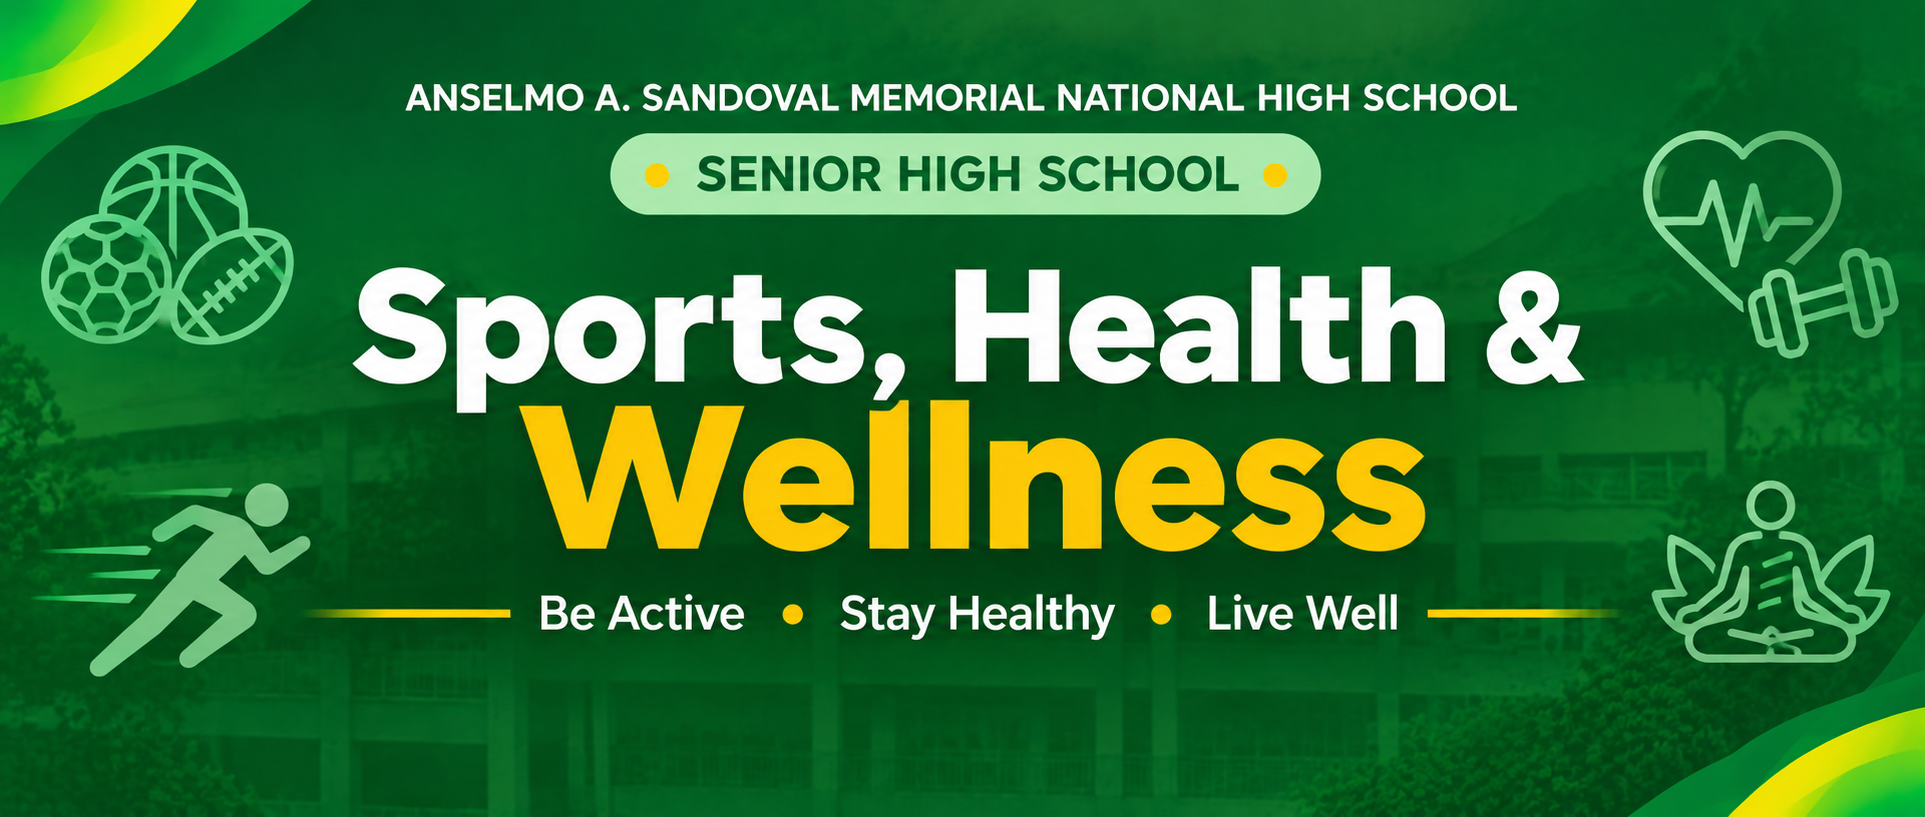 ANSELMO A. SANDOVAL MEMORIAL NATIONAL HIGH SCHOOL
SENIOR HIGH SCHOOL
Sports, Health &
Wellness
Be Active • Stay Healthy • Live Well